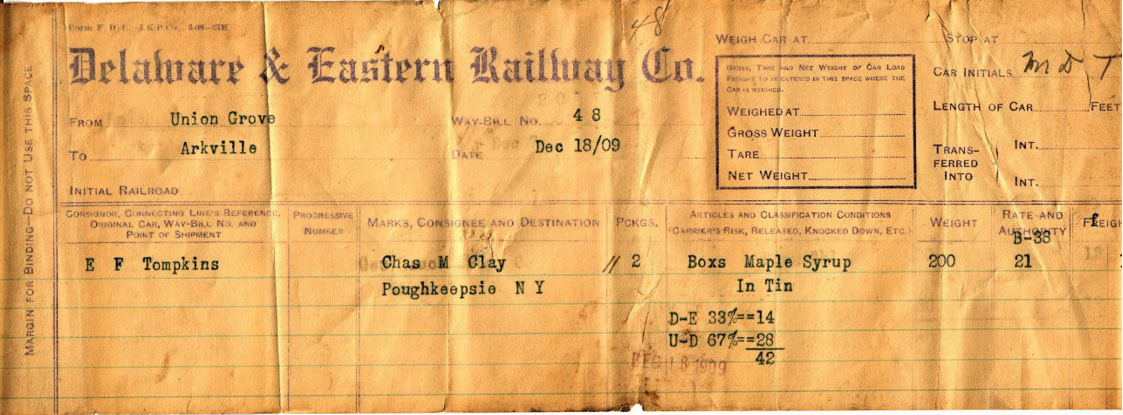 Form F. D. 1.
48
Delaware & Eastern Railway Co.
WEIGH CAR AT
STOP AT
GROSS, TARE AND NET WEIGHT OF CAR LOAD
FREIGHT TO BE ENTERED IN THIS SPACE WHERE THE
CAR IS WEIGHED.
WEIGHED AT
GROSS WEIGHT
TARE
NET WEIGHT
CAR INITIALS M D T
LENGTH OF CAR FEET
TRANS-
FERRED
INTO
INT.
INT.
FROM Union Grove
WAY-BILL NO. 48
TO Arkville
DATE Dec 18/09
INITIAL RAILROAD
MARGIN FOR BINDING—DO NOT USE THIS SPACE
CONSIGNOR, CONNECTING LINE'S REFERENCE,
ORIGINAL CAR, WAY-BILL NO. AND
POINT OF SHIPMENT
PROGRESSIVE
NUMBER
MARKS, CONSIGNEE AND DESTINATION
PCKGS.
ARTICLES AND CLASSIFICATION CONDITIONS
(CARRIER'S RISK, RELEASED, KNOCKED DOWN, ETC.)
WEIGHT
RATE AND
AUTHORITY
B-38
FREIGH
E F Tompkins Chas M Clay // 2 Boxs Maple Syrup 200 21
Poughkeepsie N Y In Tin
D-E 33%==14
U-D 67%==28
42
DEC 18 1909